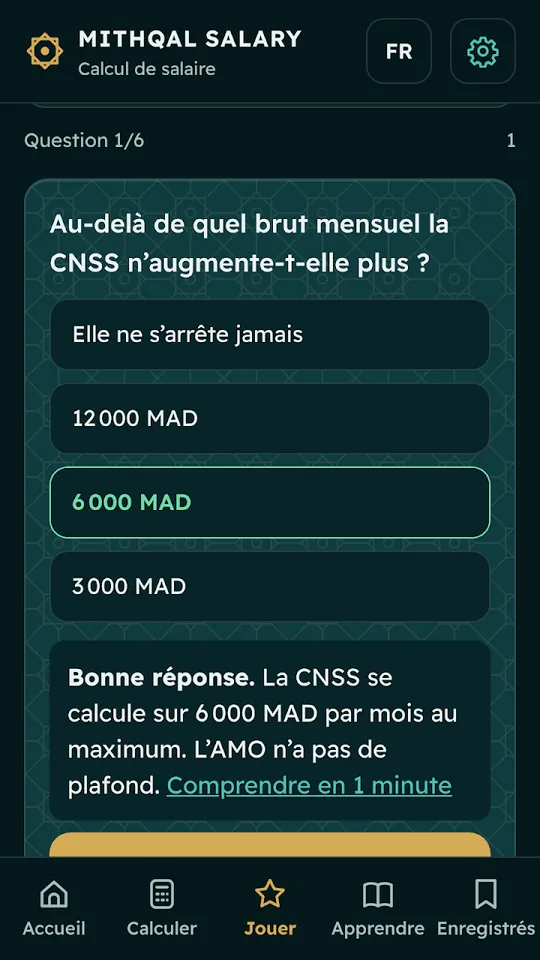 MITHQAL SALARY
Calcul de salaire
FR
Question 1/6
1
Au-delà de quel brut mensuel la
CNSS n’augmente-t-elle plus ?
Elle ne s’arrête jamais
12 000 MAD
6 000 MAD
3 000 MAD
Bonne réponse. La CNSS se
calcule sur 6 000 MAD par mois au
maximum. L’AMO n’a pas de
plafond. Comprendre en 1 minute
Accueil
Calculer
Jouer
Apprendre
Enregistrés